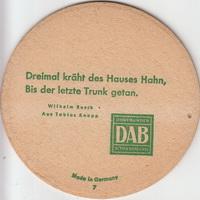 Dreimal kräht des Hauses Hahn,
Bis der letzte Trunk getan.
Wilhelm
Aus Tobias Knopp
DORTMUNDER
DAB
Made in Germany
7